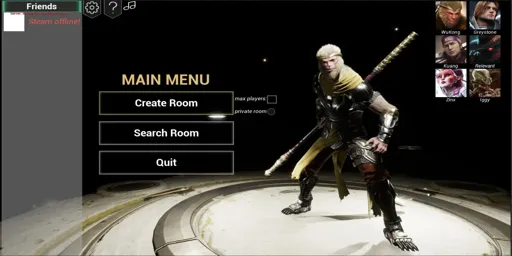 Friends
?
Steam offline!
MAIN MENU
Create Room
max players
private room
Search Room
Quit
WuKong
Greystone
Kuang
Relevant
Zinx
Iggy